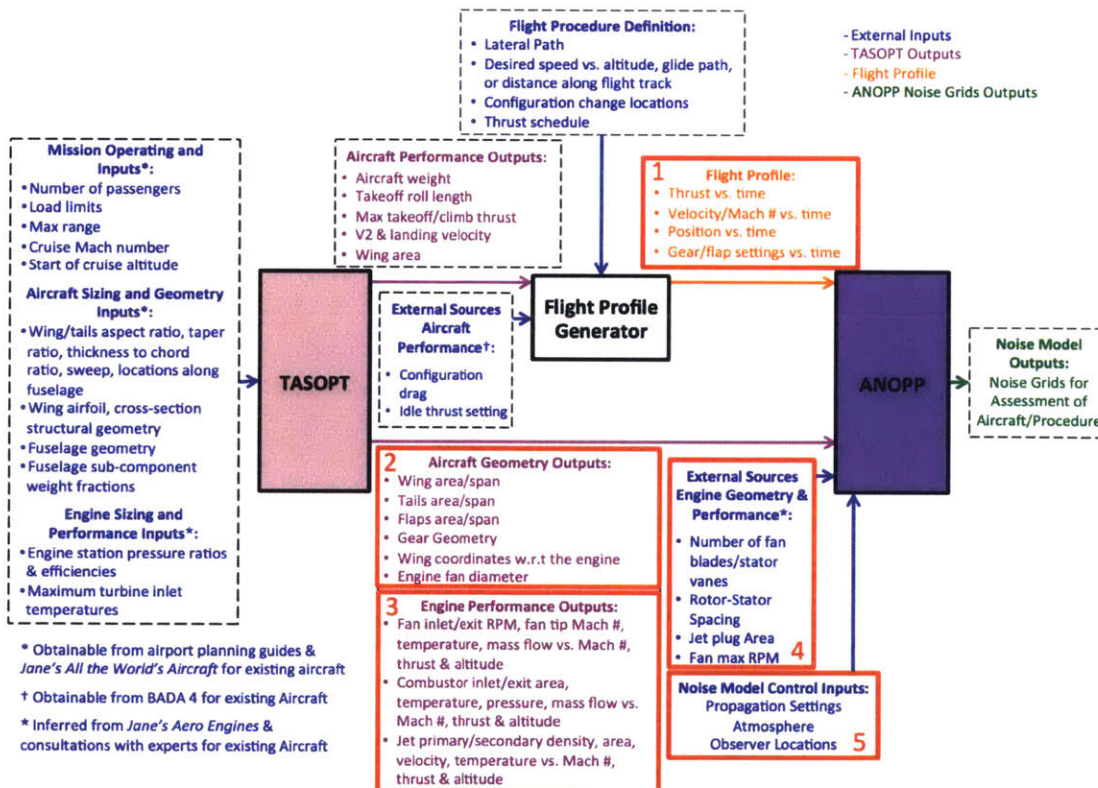 Flight Procedure Definition:
• Lateral Path
• Desired speed vs. altitude, glide path,
or distance along flight track
• Configuration change locations
• Thrust schedule
- External Inputs
- TASOPT Outputs
- Flight Profile
- ANOPP Noise Grids Outputs
Mission Operating and
Inputs*:
• Number of passengers
• Load limits
• Max range
• Cruise Mach number
• Start of cruise altitude
Aircraft Sizing and Geometry
Inputs*:
• Wing/tails aspect ratio, taper
ratio, thickness to chord
ratio, sweep, locations along
fuselage
• Wing airfoil, cross-section
structural geometry
• Fuselage geometry
• Fuselage sub-component
weight fractions
Engine Sizing and
Performance Inputs*:
• Engine station pressure ratios
& efficiencies
• Maximum turbine inlet
temperatures
Aircraft Performance Outputs:
• Aircraft weight
• Takeoff roll length
• Max takeoff/climb thrust
• V2 & landing velocity
• Wing area
1
Flight Profile:
• Thrust vs. time
• Velocity/Mach # vs. time
• Position vs. time
• Gear/flap settings vs. time
TASOPT
External Sources
Aircraft
Performance†:
• Configuration
drag
• Idle thrust setting
Flight Profile
Generator
ANOPP
Noise Model
Outputs:
Noise Grids for
Assessment of
Aircraft/Procedure
2
Aircraft Geometry Outputs:
• Wing area/span
• Tails area/span
• Flaps area/span
• Gear Geometry
• Wing coordinates w.r.t the engine
• Engine fan diameter
3
Engine Performance Outputs:
• Fan inlet/exit RPM, fan tip Mach #,
temperature, mass flow vs. Mach #,
thrust & altitude
• Combustor inlet/exit area,
temperature, pressure, mass flow vs.
Mach #, thrust & altitude
• Jet primary/secondary density, area,
velocity, temperature vs. Mach #,
thrust & altitude
External Sources
Engine Geometry &
Performance*:
• Number of fan
blades/stator
vanes
• Rotor-Stator
Spacing
• Jet plug Area
• Fan max RPM
4
Noise Model Control Inputs:
Propagation Settings
Atmosphere
Observer Locations
5
* Obtainable from airport planning guides &
Jane's All the World's Aircraft for existing aircraft
† Obtainable from BADA 4 for existing Aircraft
* Inferred from Jane's Aero Engines &
consultations with experts for existing Aircraft